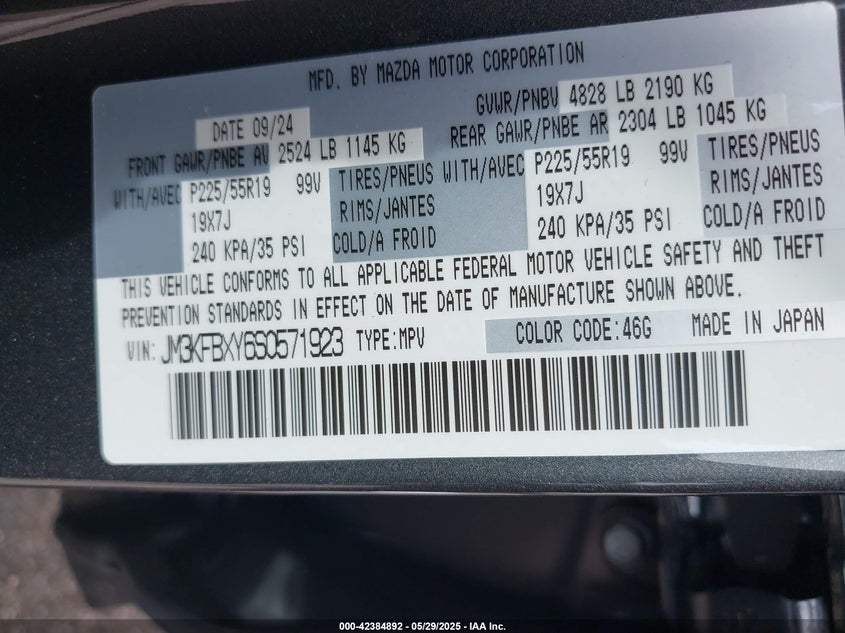 MFD. BY MAZDA MOTOR CORPORATION
DATE 09/24 GVWR/PNBV 4828 LB 2190 KG
FRONT GAWR/PNBE AV 2524 LB 1145 KG REAR GAWR/PNBE AR 2304 LB 1045 KG
WITH/AVEC P225/55R19 99V TIRES/PNEUS WITH/AVEC P225/55R19 99V TIRES/PNEUS
19X7J RIMS/JANTES 19X7J RIMS/JANTES
240 KPA/35 PSI COLD/A FROID 240 KPA/35 PSI COLD/A FROID
THIS VEHICLE CONFORMS TO ALL APPLICABLE FEDERAL MOTOR VEHICLE SAFETY AND THEFT
PREVENTION STANDARDS IN EFFECT ON THE DATE OF MANUFACTURE SHOWN ABOVE.
VIN: JM3KFBXY6S0571923 TYPE:MPV COLOR CODE:46G MADE IN JAPAN
000-42384892 - 05/29/2025 - IAA Inc.